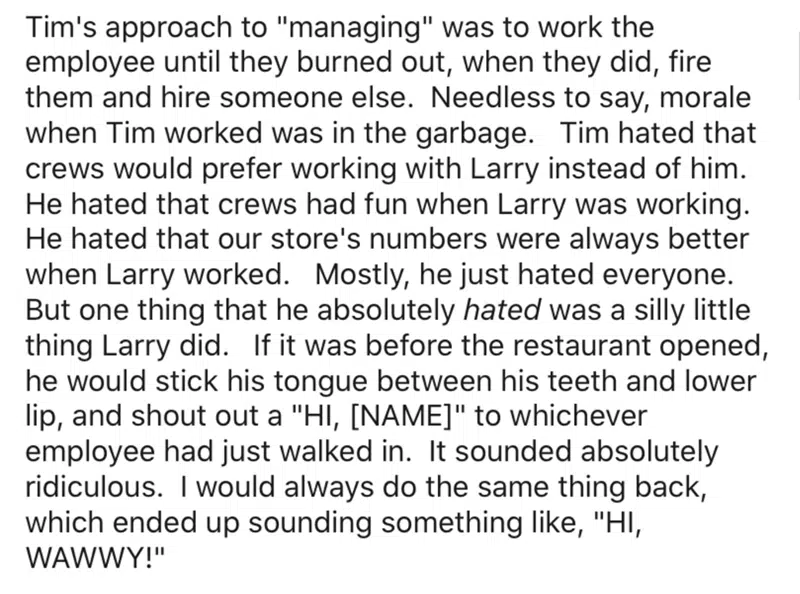 Tim's approach to "managing" was to work the
employee until they burned out, when they did, fire
them and hire someone else.  Needless to say, morale
when Tim worked was in the garbage.   Tim hated that
crews would prefer working with Larry instead of him.
He hated that crews had fun when Larry was working.
He hated that our store's numbers were always better
when Larry worked.   Mostly, he just hated everyone.
But one thing that he absolutely hated was a silly little
thing Larry did.   If it was before the restaurant opened,
he would stick his tongue between his teeth and lower
lip, and shout out a "HI, [NAME]" to whichever
employee had just walked in.  It sounded absolutely
ridiculous.  I would always do the same thing back,
which ended up sounding something like, "HI,
WAWWY!"